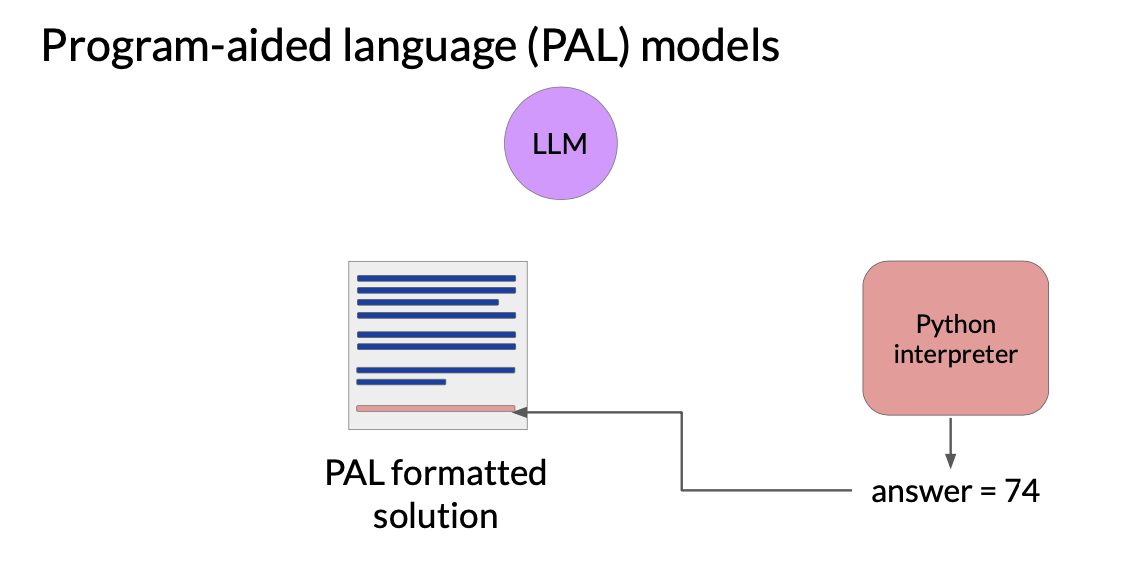 Program-aided language (PAL) models
LLM
Python
interpreter
PAL formatted
solution
answer = 74